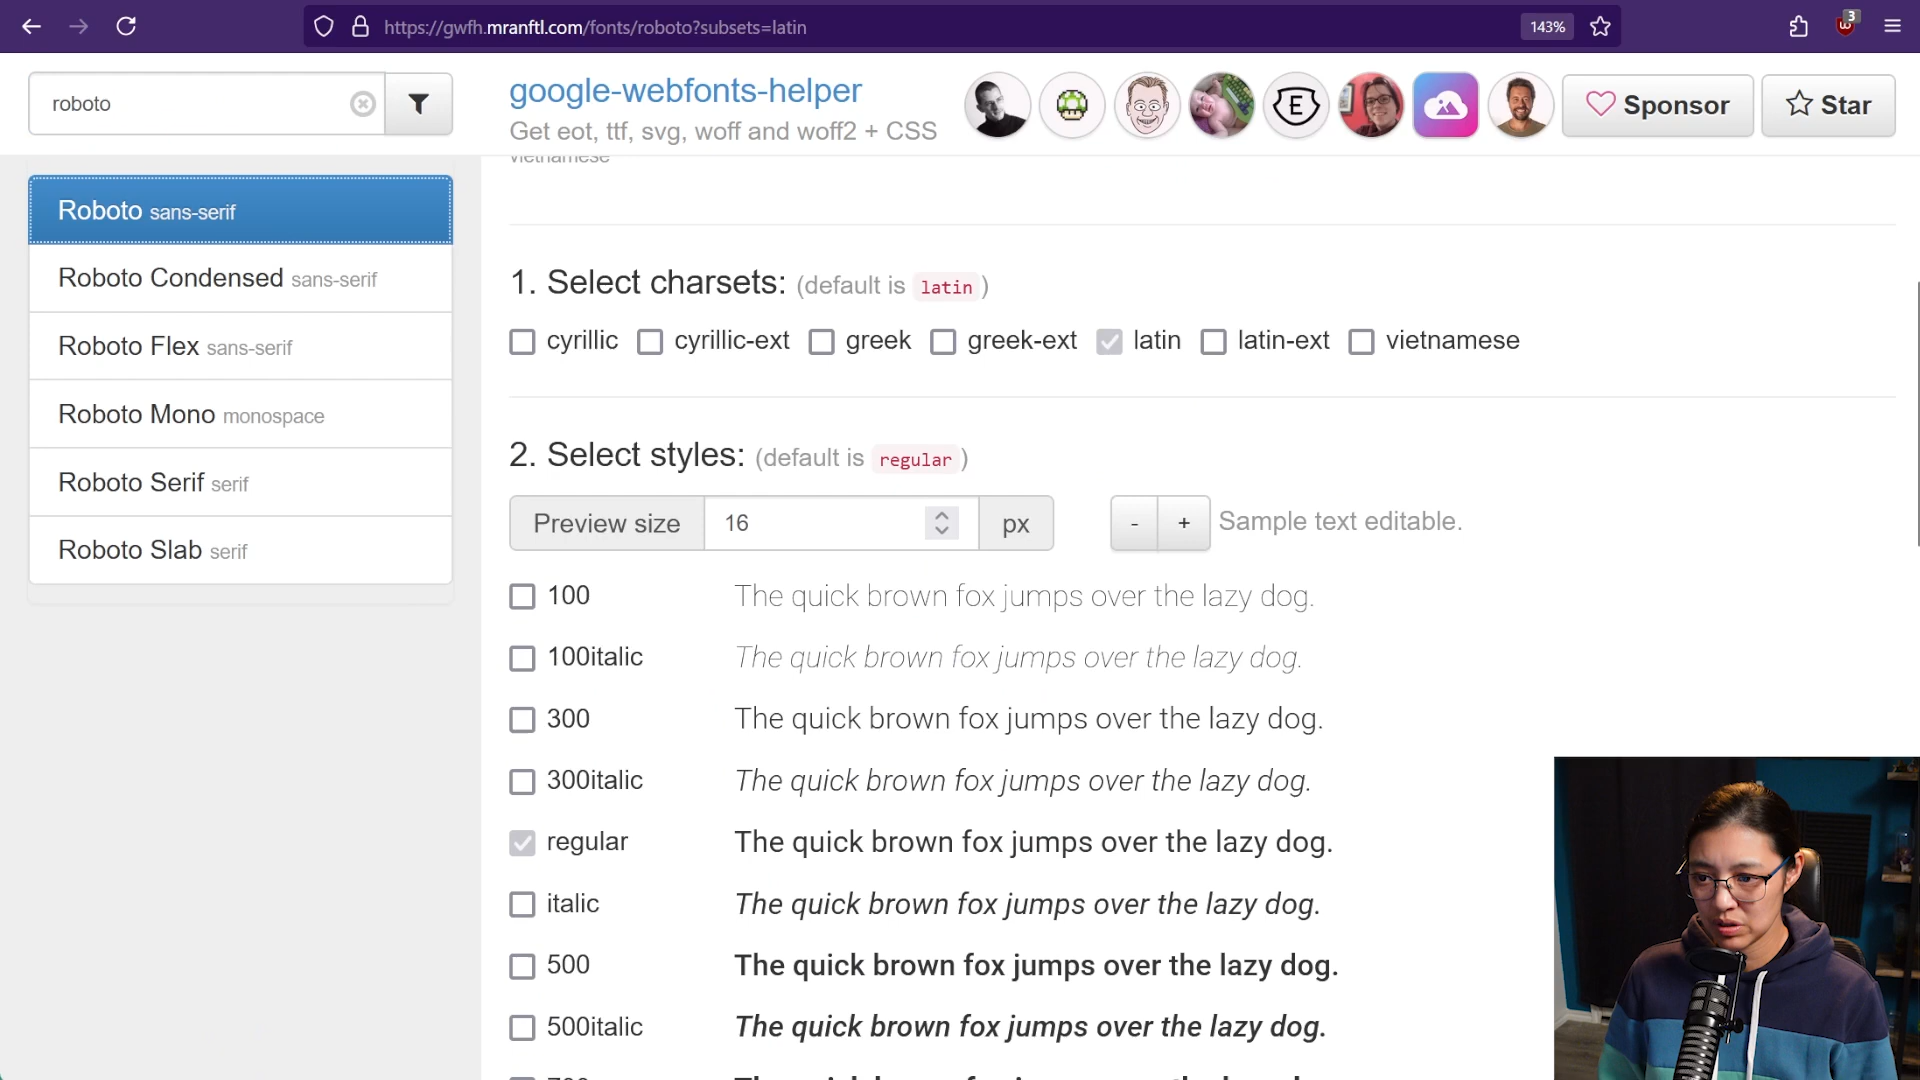 https://gwfh.mranftl.com/fonts/roboto?subsets=latin
143%
3
roboto
google-webfonts-helper
Get eot, ttf, svg, woff and woff2 + CSS
E
Sponsor
Star
vietnamese
Roboto sans-serif
Roboto Condensed sans-serif
Roboto Flex sans-serif
Roboto Mono monospace
Roboto Serif serif
Roboto Slab serif
1. Select charsets: (default is latin )
cyrillic cyrillic-ext greek greek-ext latin latin-ext vietnamese
2. Select styles: (default is regular )
Preview size 16 px - + Sample text editable.
100 The quick brown fox jumps over the lazy dog.
100italic The quick brown fox jumps over the lazy dog.
300 The quick brown fox jumps over the lazy dog.
300italic The quick brown fox jumps over the lazy dog.
regular The quick brown fox jumps over the lazy dog.
italic The quick brown fox jumps over the lazy dog.
500 The quick brown fox jumps over the lazy dog.
500italic The quick brown fox jumps over the lazy dog.